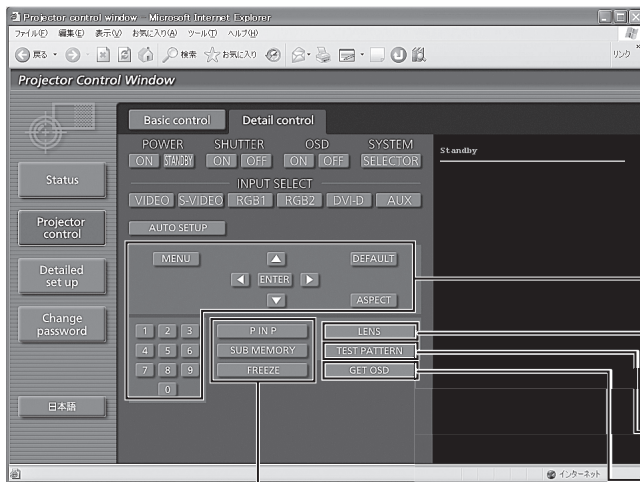 Projector control window - Microsoft Internet Explorer
ファイル(F) 編集(E) 表示(V) お気に入り(A) ツール(T) ヘルプ(H)
戻る 検索 お気に入り リンク
Projector Control Window
Basic control Detail control
POWER SHUTTER OSD SYSTEM
ON STANDBY ON OFF ON OFF SELECTOR
INPUT SELECT
VIDEO S-VIDEO RGB1 RGB2 DVI-D AUX
AUTO SETUP
MENU DEFAULT
ENTER
ASPECT
1 2 3 P IN P LENS
4 5 6 SUB MEMORY TEST PATTERN
7 8 9 FREEZE GET OSD
0
Standby
Status
Projector
control
Detailed
set up
Change
password
日本語
インターネット